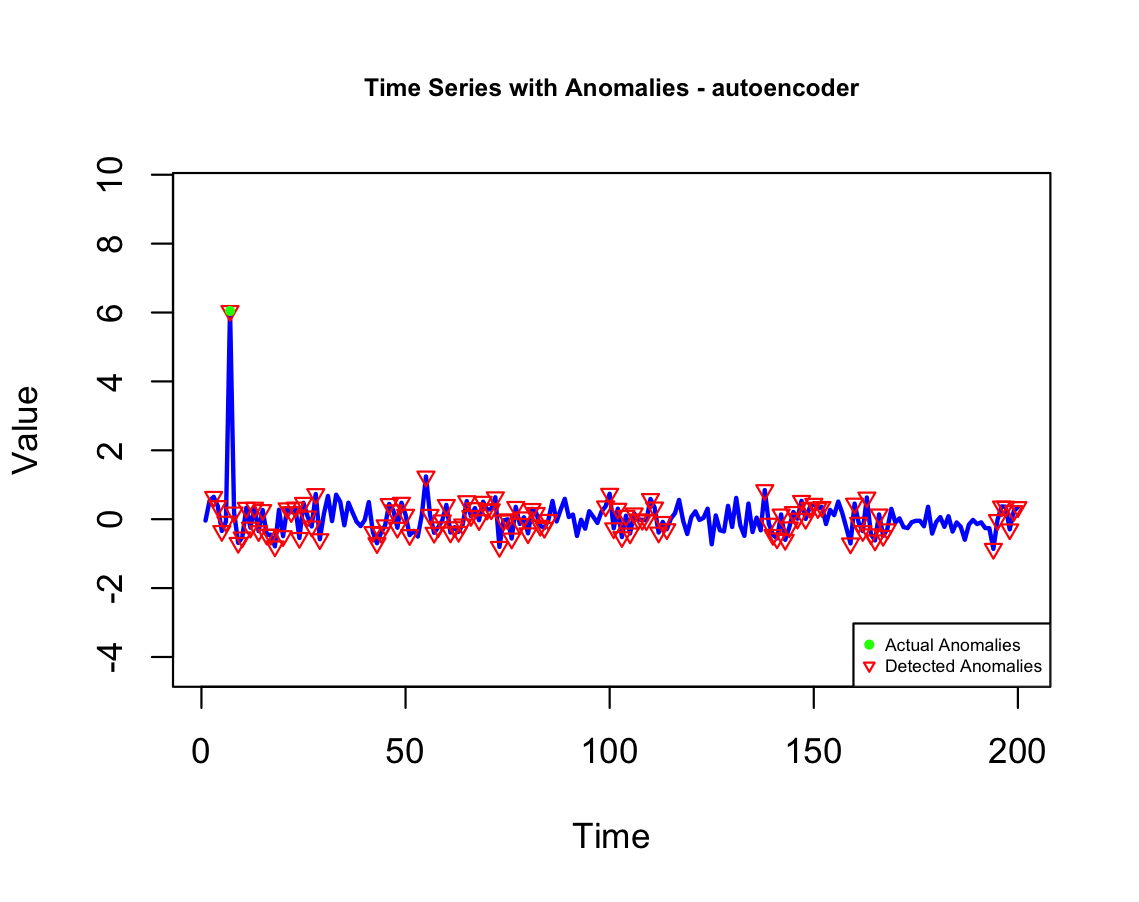 Time Series with Anomalies - autoencoder
10
8
6
4
2
0
-2
-4
Value
Actual Anomalies
Detected Anomalies
0 50 100 150 200
Time